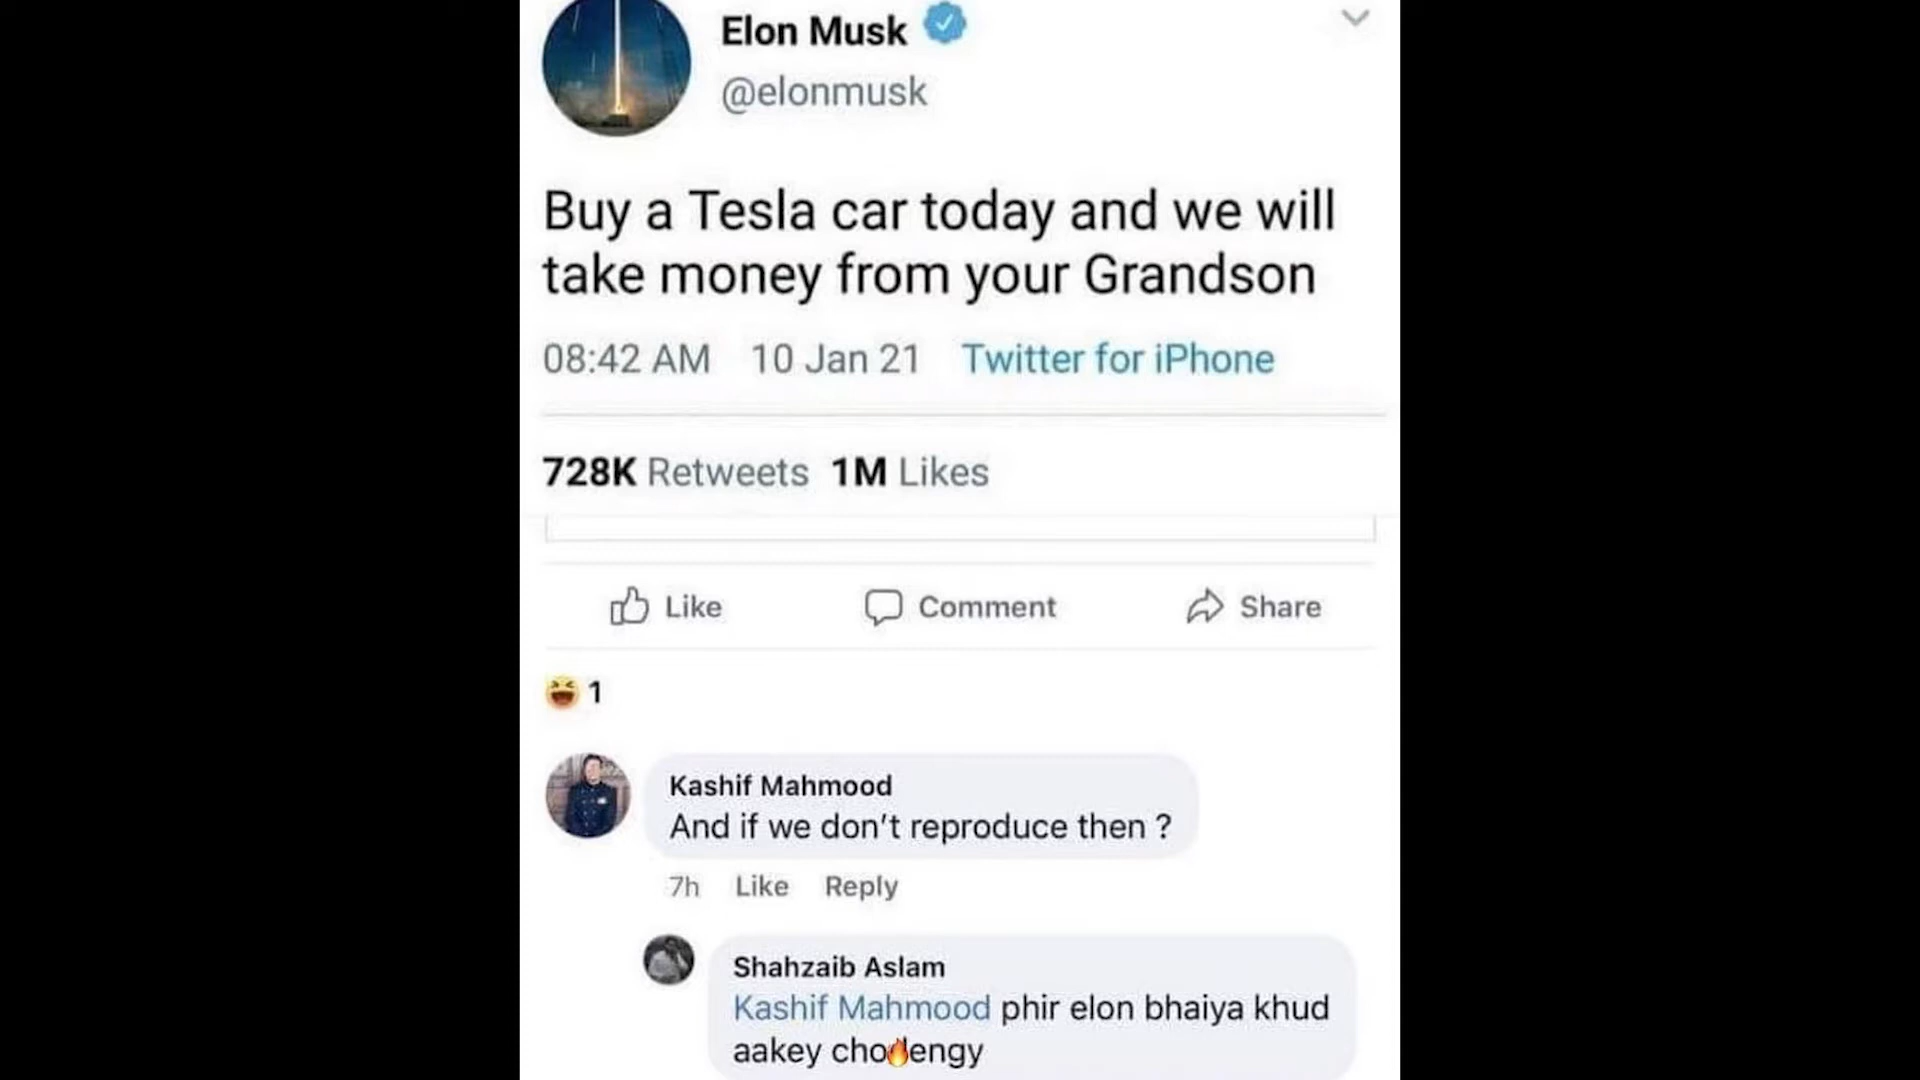 Elon Musk
@elonmusk
Buy a Tesla car today and we will
take money from your Grandson
08:42 AM 10 Jan 21 Twitter for iPhone
728K Retweets 1M Likes
Like Comment Share
1
Kashif Mahmood
And if we don't reproduce then ?
7h Like Reply
Shahzaib Aslam
Kashif Mahmood phir elon bhaiya khud
aakey cho🔥engy